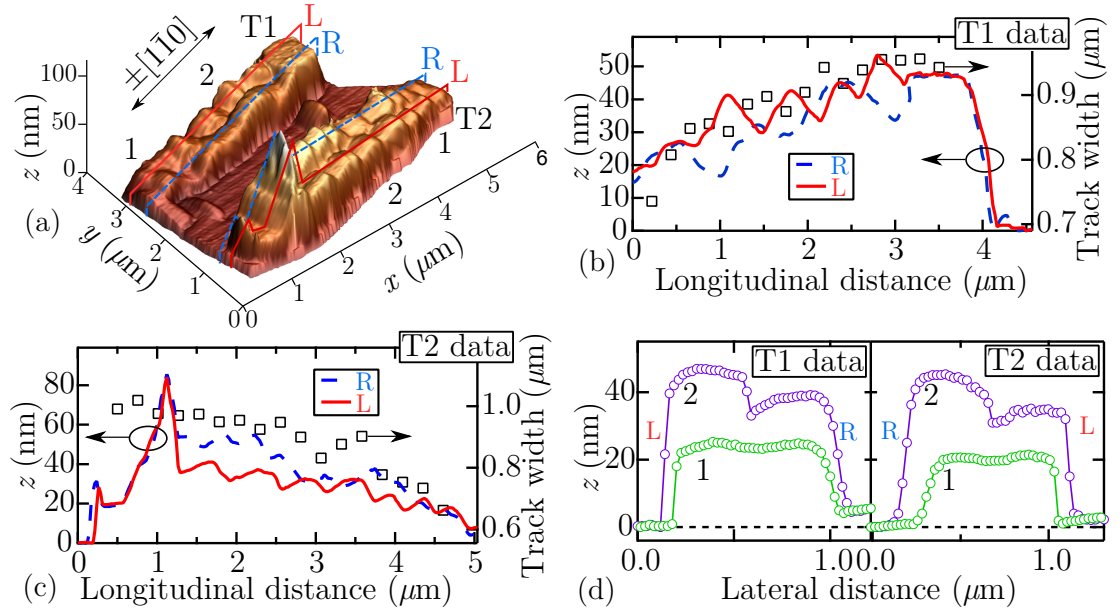 T1 L
R
±[11̄0]
2
R
L
100
50
0
z (nm)
T2
1
1
2
4
3
2
1
0
y (μm)
0
1
2
3
4
5
6
x (μm)
(a)
T1 data
50
40
30
20
10
0
z (nm)
R
L
0.9
0.8
0.7
Track width (μm)
0 1 2 3 4
Longitudinal distance (μm)
(b)
T2 data
80
60
40
20
0
z (nm)
R
L
1.0
0.8
0.6
Track width (μm)
0 1 2 3 4 5
Longitudinal distance (μm)
(c)
T1 data
T2 data
40
20
0
z (nm)
L
2
1
R
R
2
1
L
0.0 1.0 0.0 1.0
Lateral distance (μm)
(d)